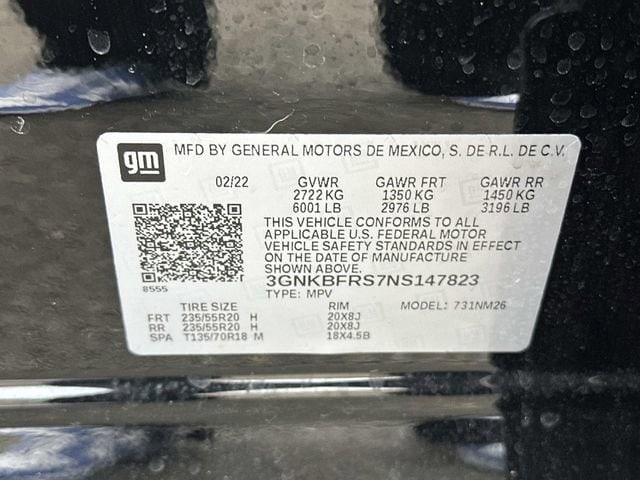 gm MFD BY GENERAL MOTORS DE MEXICO, S. DE R.L. DE C.V.
02/22 GVWR GAWR FRT GAWR RR
2722 KG 1350 KG 1450 KG
6001 LB 2976 LB 3196 LB
THIS VEHICLE CONFORMS TO ALL
APPLICABLE U.S. FEDERAL MOTOR
VEHICLE SAFETY STANDARDS IN EFFECT
ON THE DATE OF MANUFACTURE
SHOWN ABOVE.
3GNKBFRS7NS147823
8555
TYPE: MPV MODEL: 731NM26
TIRE SIZE RIM
FRT 235/55R20 H 20X8J
RR 235/55R20 H 20X8J
SPA T135/70R18 M 18X4.5B